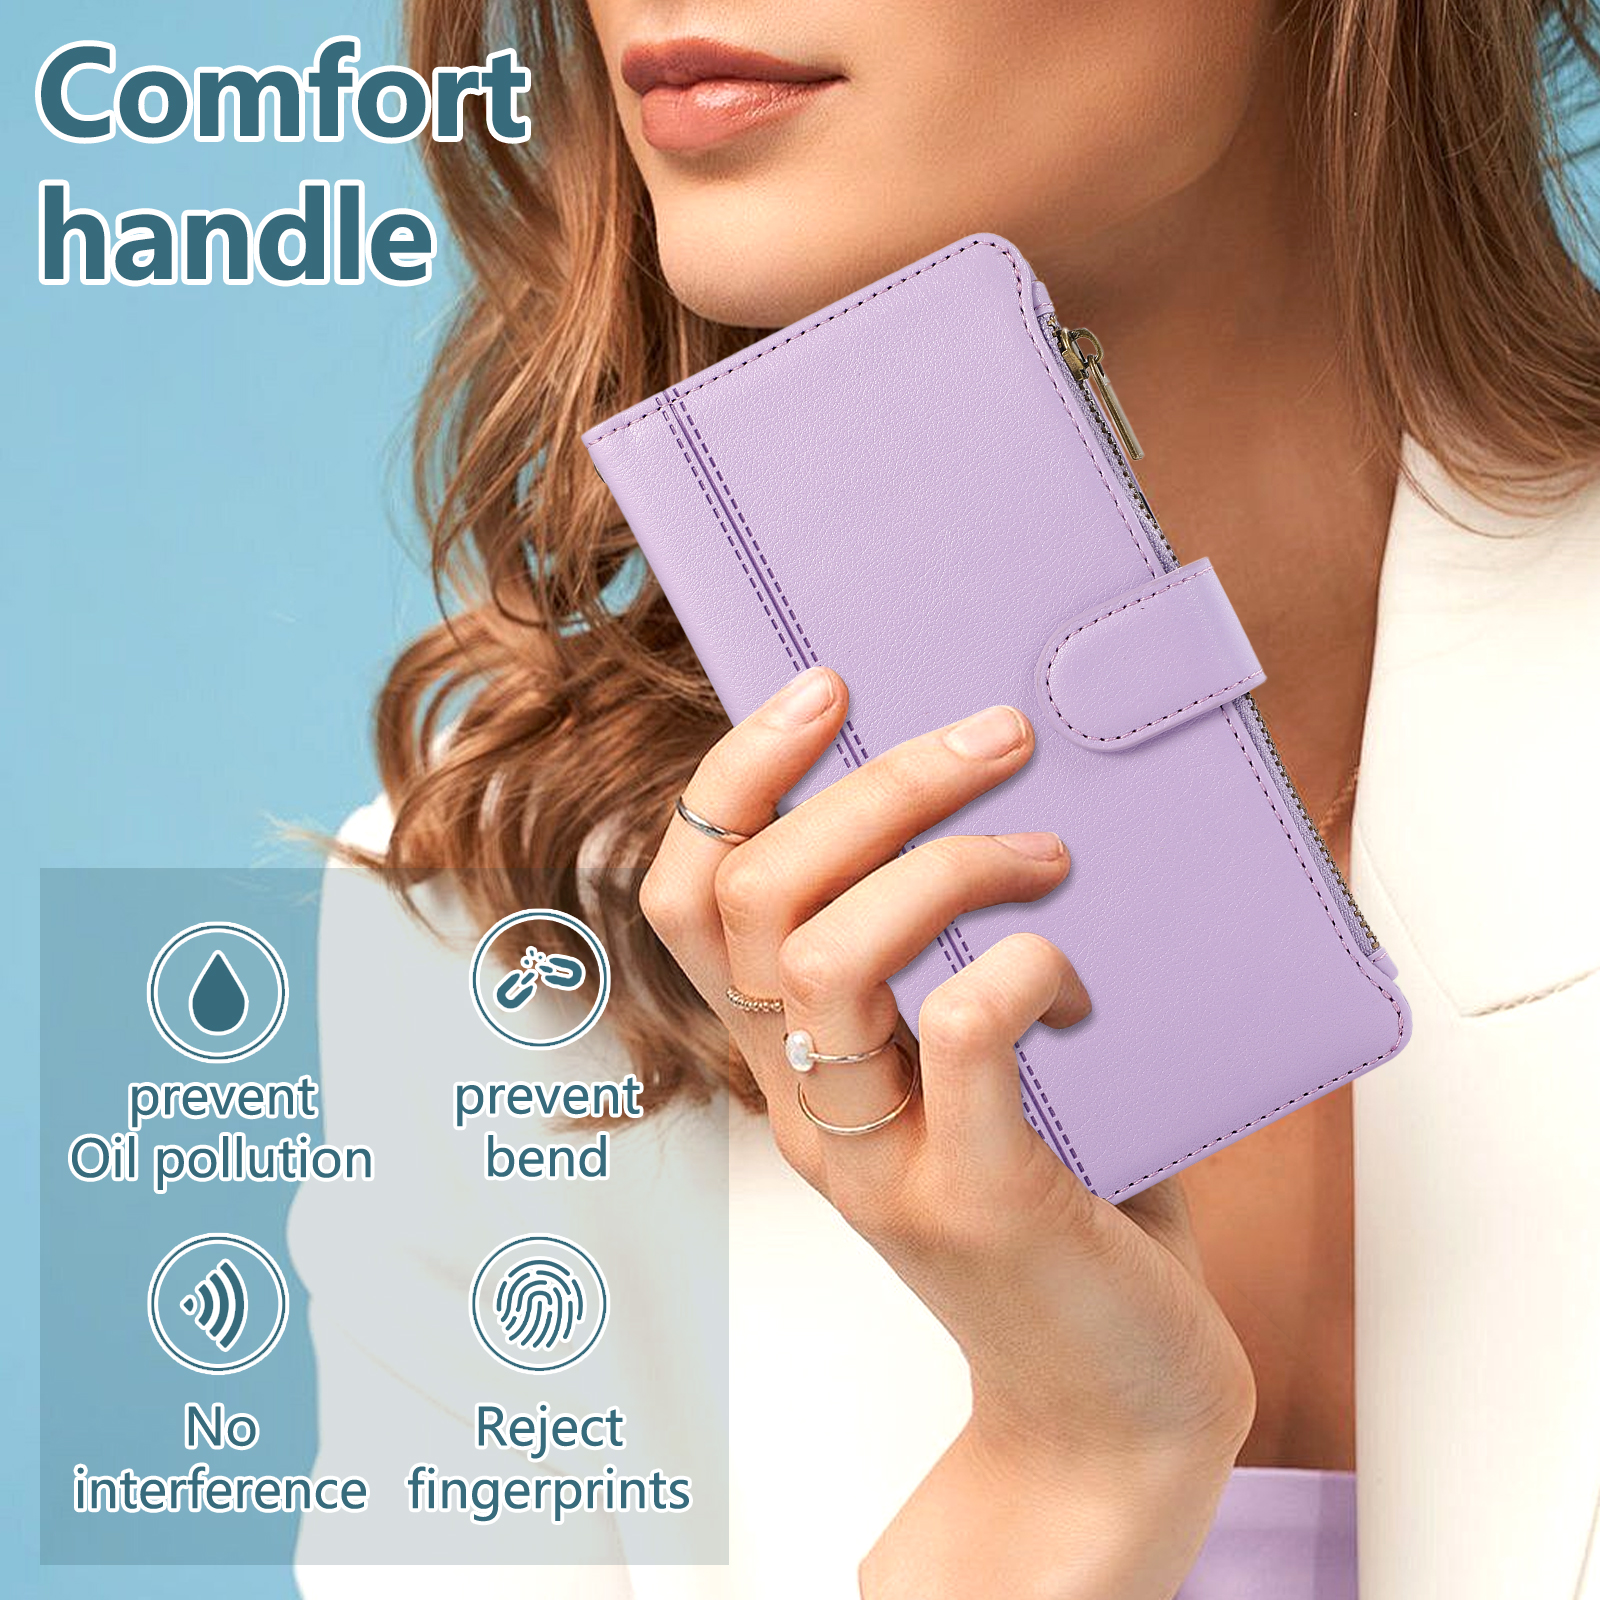 Comfort
handle
prevent
Oil pollution
prevent
bend
No
interference
Reject
fingerprints